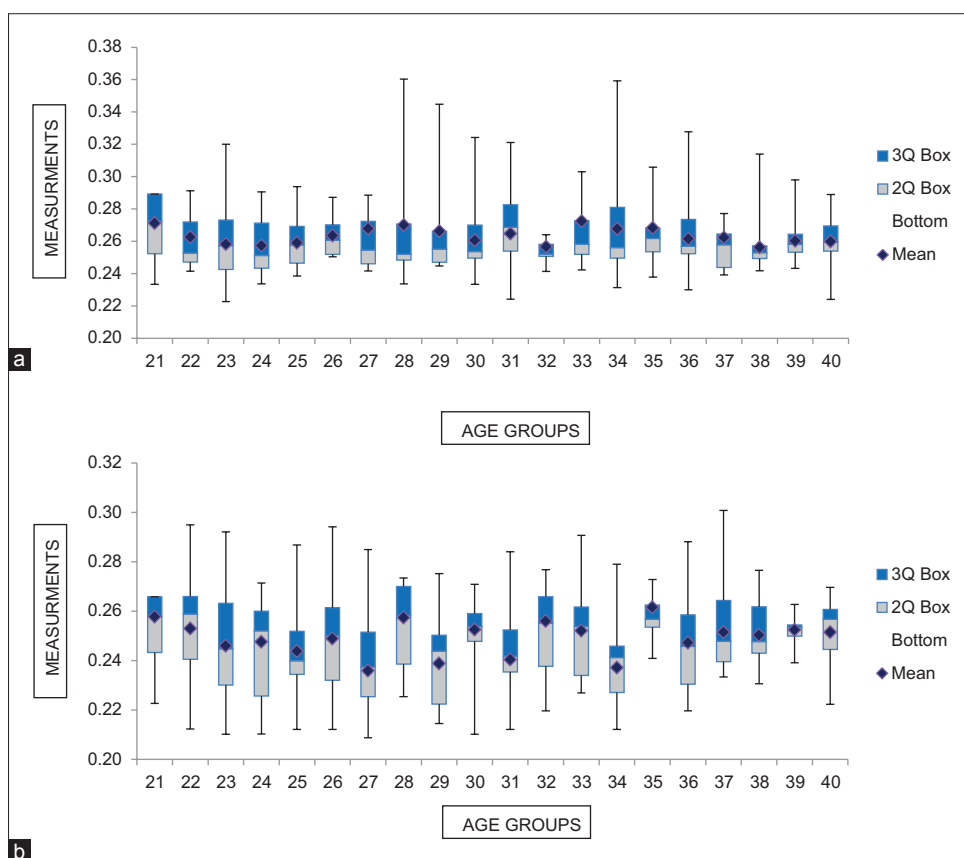 0.38
0.36
0.34
0.32
0.30
0.28
0.26
0.24
0.22
0.20
MEASURMENTS
21 22 23 24 25 26 27 28 29 30 31 32 33 34 35 36 37 38 39 40
3Q Box
2Q Box
Bottom
Mean
a
AGE GROUPS
0.32
0.30
0.28
0.26
0.24
0.22
0.20
MEASURMENTS
21 22 23 24 25 26 27 28 29 30 31 32 33 34 35 36 37 38 39 40
3Q Box
2Q Box
Bottom
Mean
AGE GROUPS
b